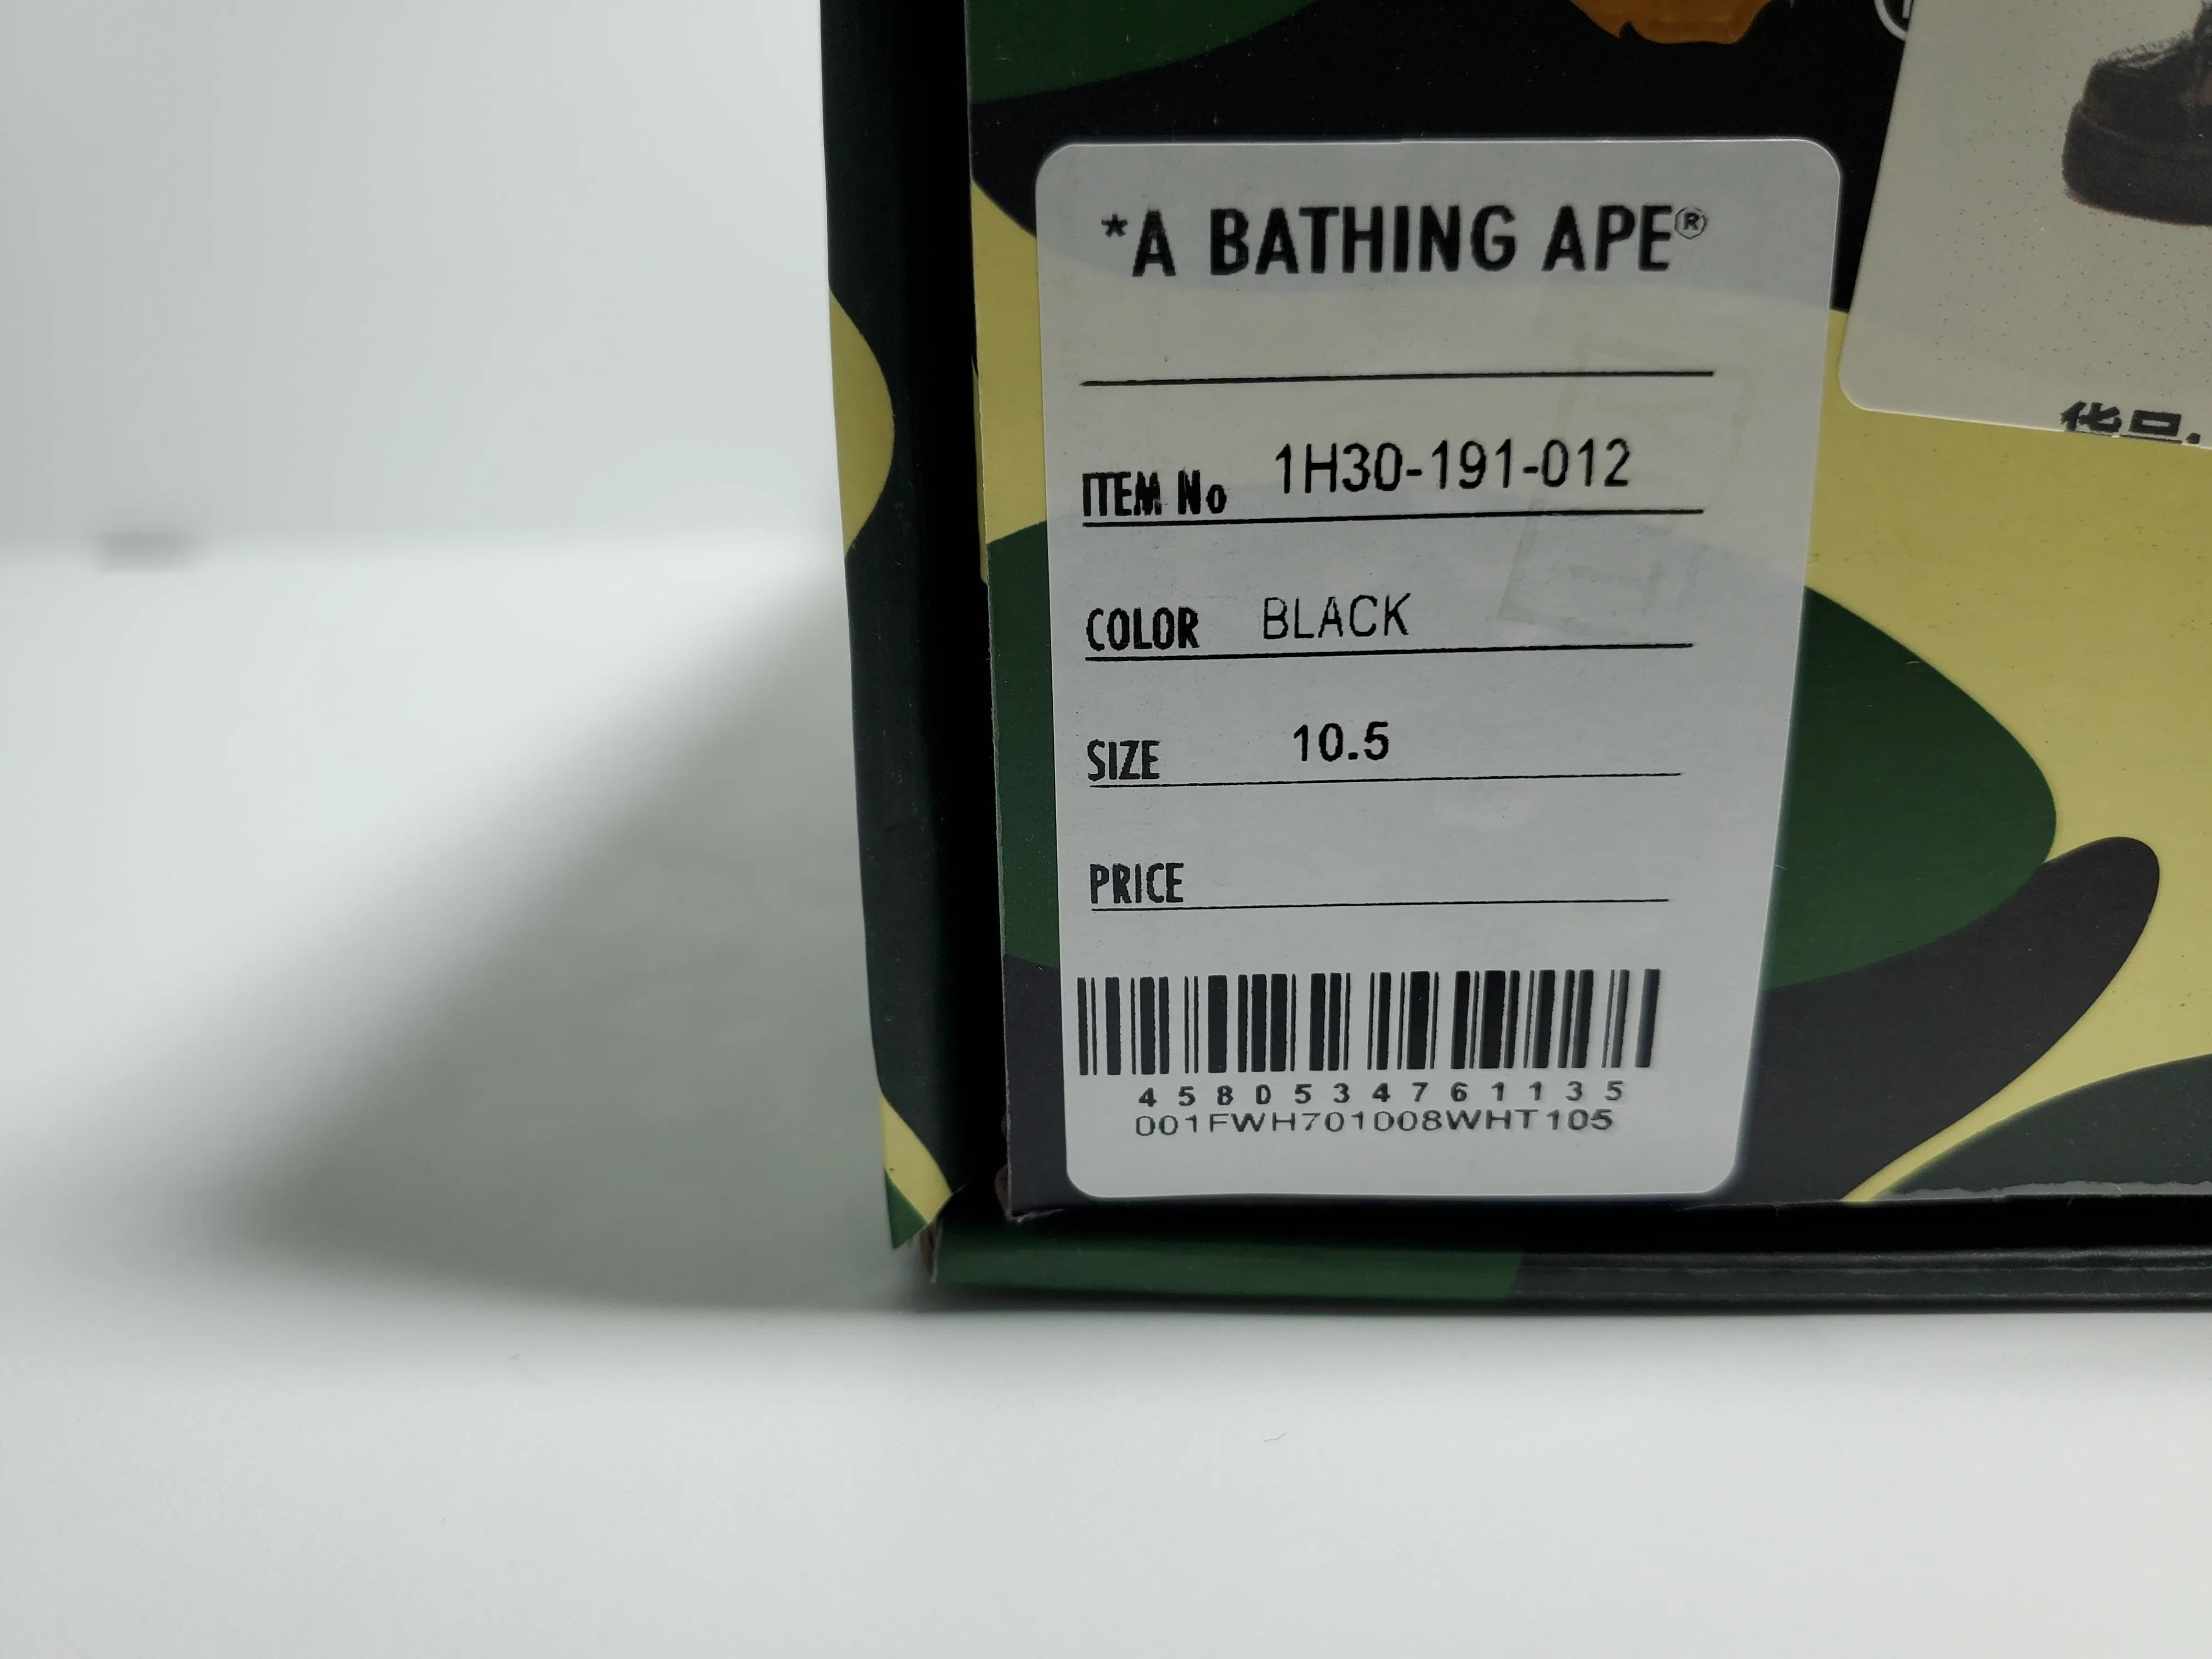 *A BATHING APE®
ITEM No 1H30-191-012
COLOR BLACK
SIZE 10.5
PRICE
4580534761135
001FWH701008WHT105